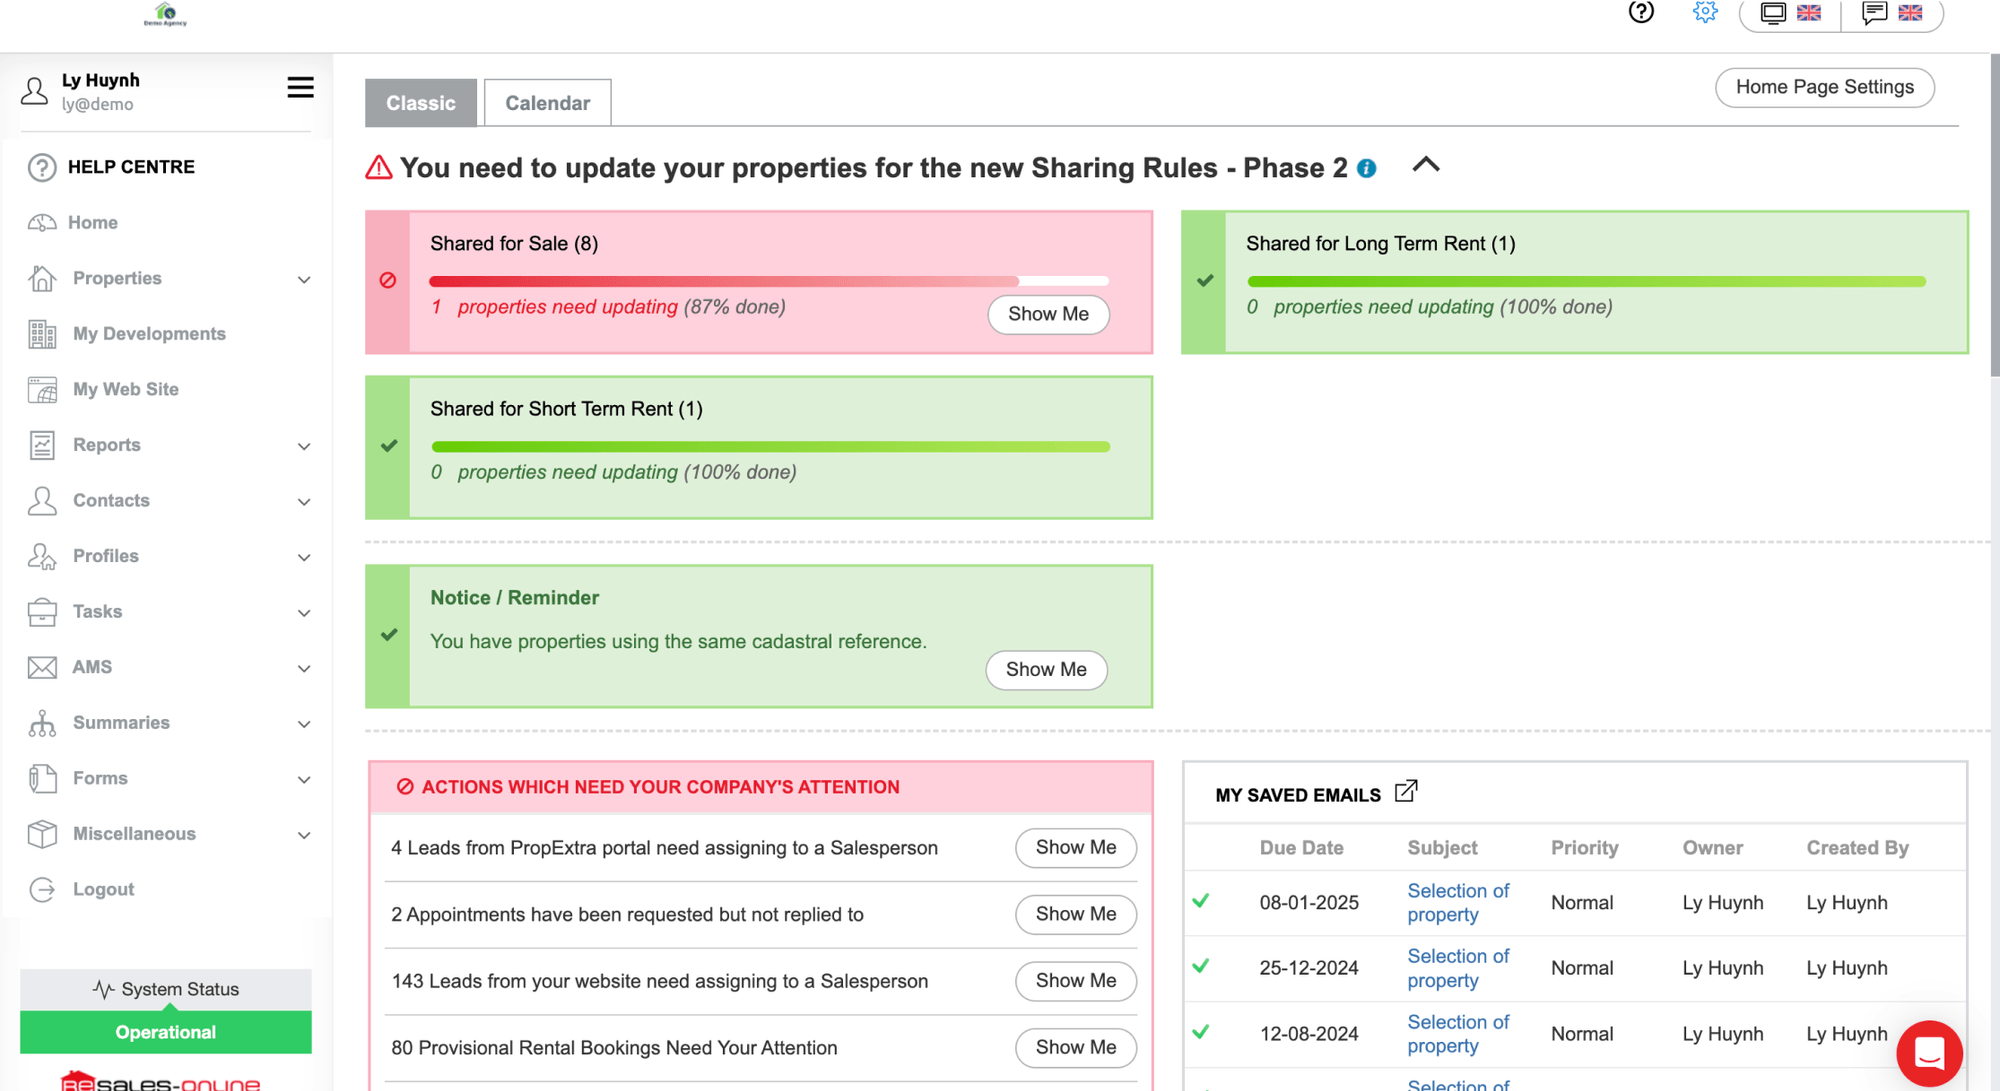 Demo Agency
Ly Huynh
ly@demo
HELP CENTRE
Home
Properties
My Developments
My Web Site
Reports
Contacts
Profiles
Tasks
AMS
Summaries
Forms
Miscellaneous
Logout
System Status
Operational
RESALES-ONLINE
Classic
Calendar
Home Page Settings
You need to update your properties for the new Sharing Rules - Phase 2
Shared for Sale (8)
1 properties need updating (87% done)
Show Me
Shared for Long Term Rent (1)
0 properties need updating (100% done)
Shared for Short Term Rent (1)
0 properties need updating (100% done)
Notice / Reminder
You have properties using the same cadastral reference.
Show Me
ACTIONS WHICH NEED YOUR COMPANY'S ATTENTION
4 Leads from PropExtra portal need assigning to a Salesperson Show Me
2 Appointments have been requested but not replied to Show Me
143 Leads from your website need assigning to a Salesperson Show Me
80 Provisional Rental Bookings Need Your Attention Show Me
MY SAVED EMAILS
Due Date Subject Priority Owner Created By
08-01-2025 Selection of property Normal Ly Huynh Ly Huynh
25-12-2024 Selection of property Normal Ly Huynh Ly Huynh
12-08-2024 Selection of property Normal Ly Huynh Ly Huynh
Selection of